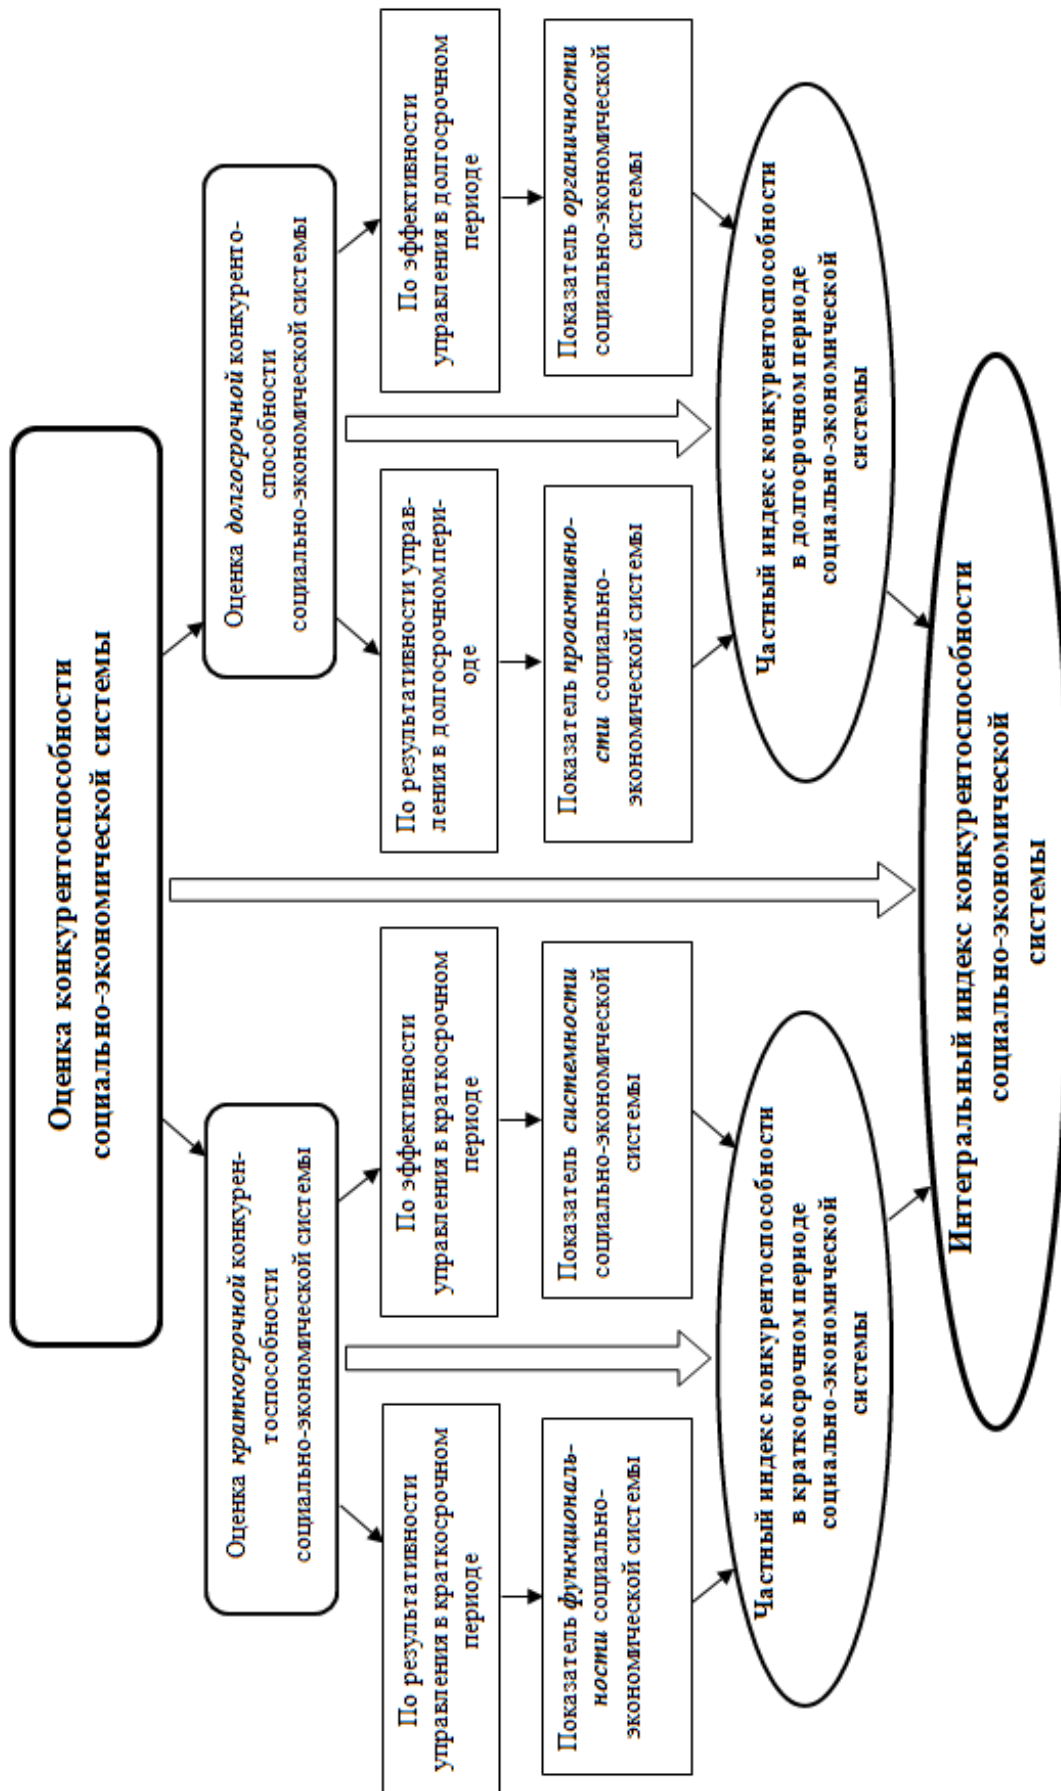 Оценка конкурентоспособности
социально-экономической системы
Оценка краткосрочной конкурен-
тоспособности
социально-экономической системы
Оценка долгосрочной конкуренто-
способности
социально-экономической системы
По результативности
управления в краткосрочном
периоде
По эффективности
управления в краткосрочном
периоде
По результативности управ-
ления в долгосрочном пери-
оде
По эффективности
управления в долгосрочном
периоде
Показатель функциональ-
ности социально-
экономической системы
Показатель системности
социально-экономической
системы
Показатель проактивно-
сти социально-
экономической системы
Показатель органичности
социально-экономической
системы
Частный индекс конкурентоспособности
в краткосрочном периоде
социально-экономической
системы
Частный индекс конкурентоспособности
в долгосрочном периоде
социально-экономической
системы
Интегральный индекс конкурентоспособности
социально-экономической
системы